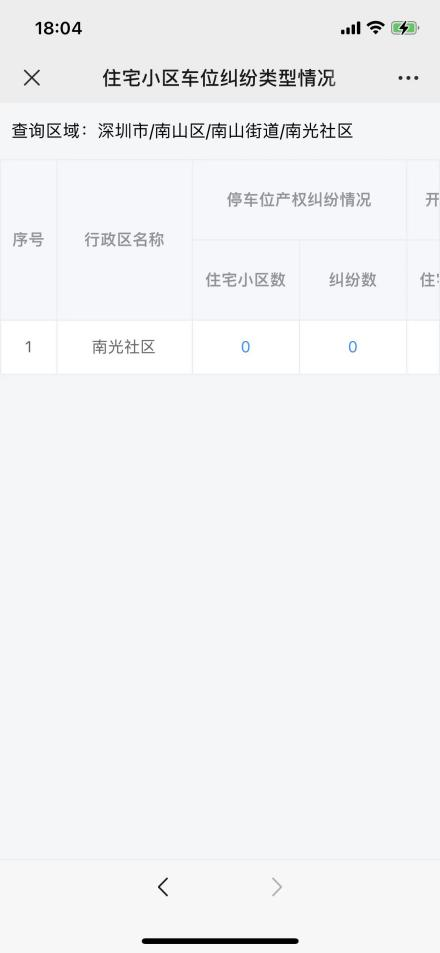 18:04
住宅小区车位纠纷类型情况
查询区域：深圳市/南山区/南山街道/南光社区
序号
行政区名称
停车位产权纠纷情况
开
住宅小区数
纠纷数
住
1
南光社区
0
0